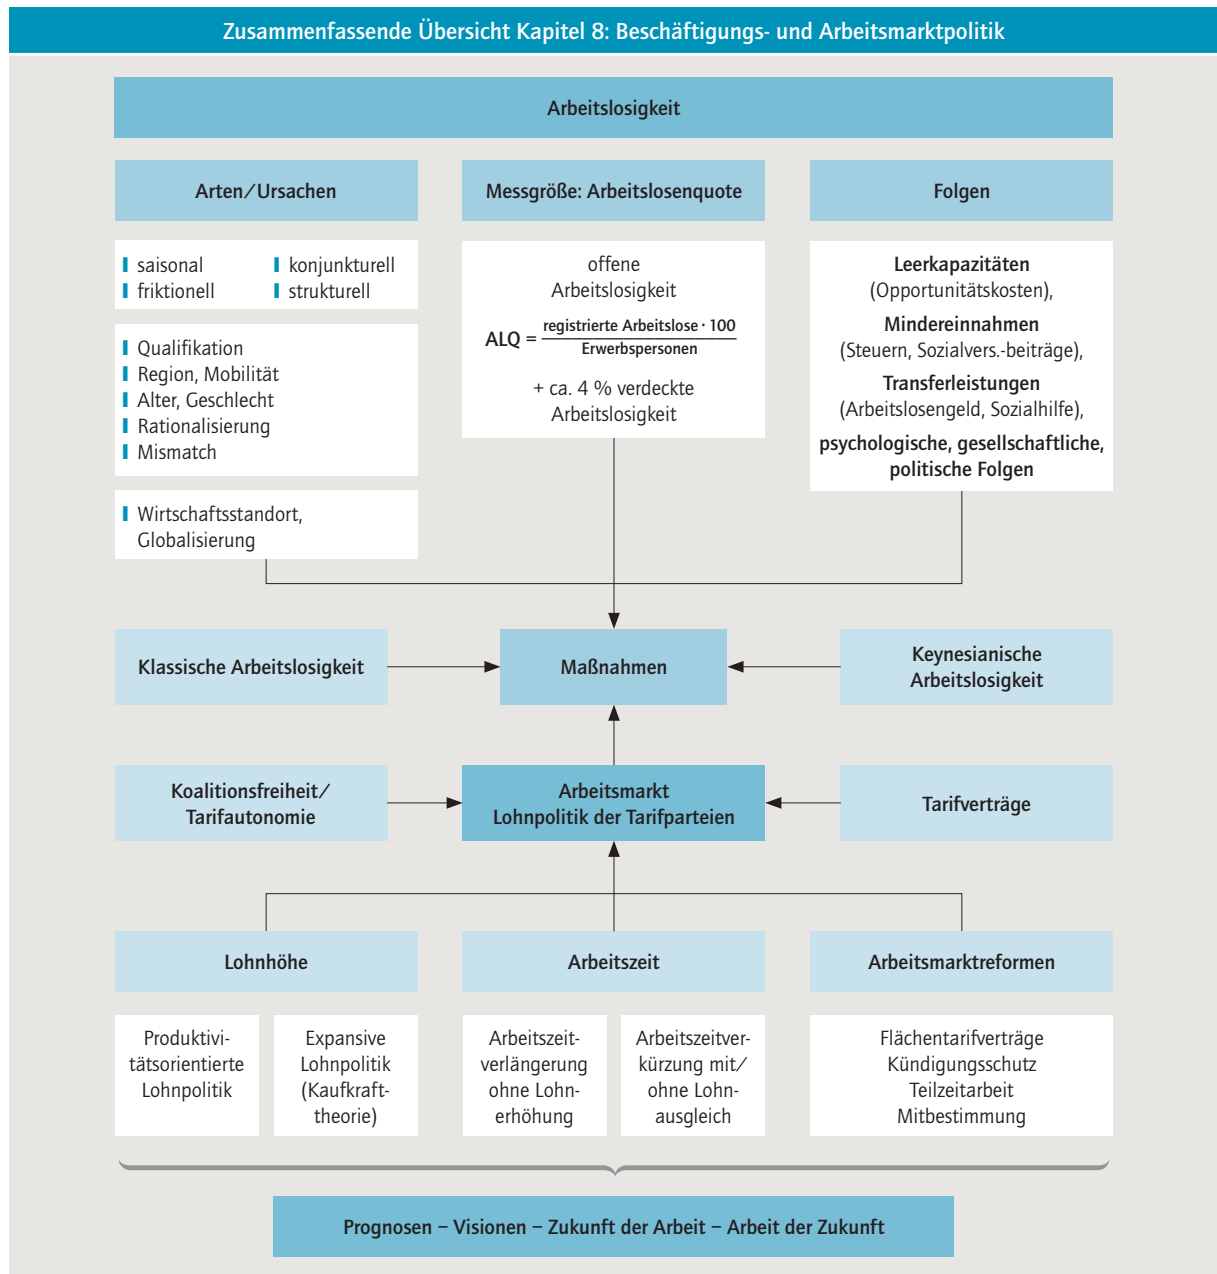 Zusammenfassende Übersicht Kapitel 8: Beschäftigungs- und Arbeitsmarktpolitik
Arbeitslosigkeit
Arten/Ursachen
saisonal
friktionell
konjunkturell
strukturell
Qualifikation
Region, Mobilität
Alter, Geschlecht
Rationalisierung
Mismatch
Wirtschaftsstandort,
Globalisierung
Messgröße: Arbeitslosenquote
offene
Arbeitslosigkeit
ALQ = registrierte Arbeitslose · 100
Erwerbspersonen
+ ca. 4 % verdeckte
Arbeitslosigkeit
Folgen
Leerkapazitäten
(Opportunitätskosten),
Mindereinnahmen
(Steuern, Sozialvers.-beiträge),
Transferleistungen
(Arbeitslosengeld, Sozialhilfe),
psychologische, gesellschaftliche,
politische Folgen
Klassische Arbeitslosigkeit
Maßnahmen
Keynesianische
Arbeitslosigkeit
Koalitionsfreiheit/
Tarifautonomie
Arbeitsmarkt
Lohnpolitik der Tarifparteien
Tarifverträge
Lohnhöhe
Produktivi-
tätsorientierte
Lohnpolitik
Expansive
Lohnpolitik
(Kaufkraft-
theorie)
Arbeitszeit
Arbeitszeit-
verlängerung
ohne Lohn-
erhöhung
Arbeitszeitver-
kürzung mit/
ohne Lohn-
ausgleich
Arbeitsmarktreformen
Flächentarifverträge
Kündigungsschutz
Teilzeitarbeit
Mitbestimmung
Prognosen – Visionen – Zukunft der Arbeit – Arbeit der Zukunft